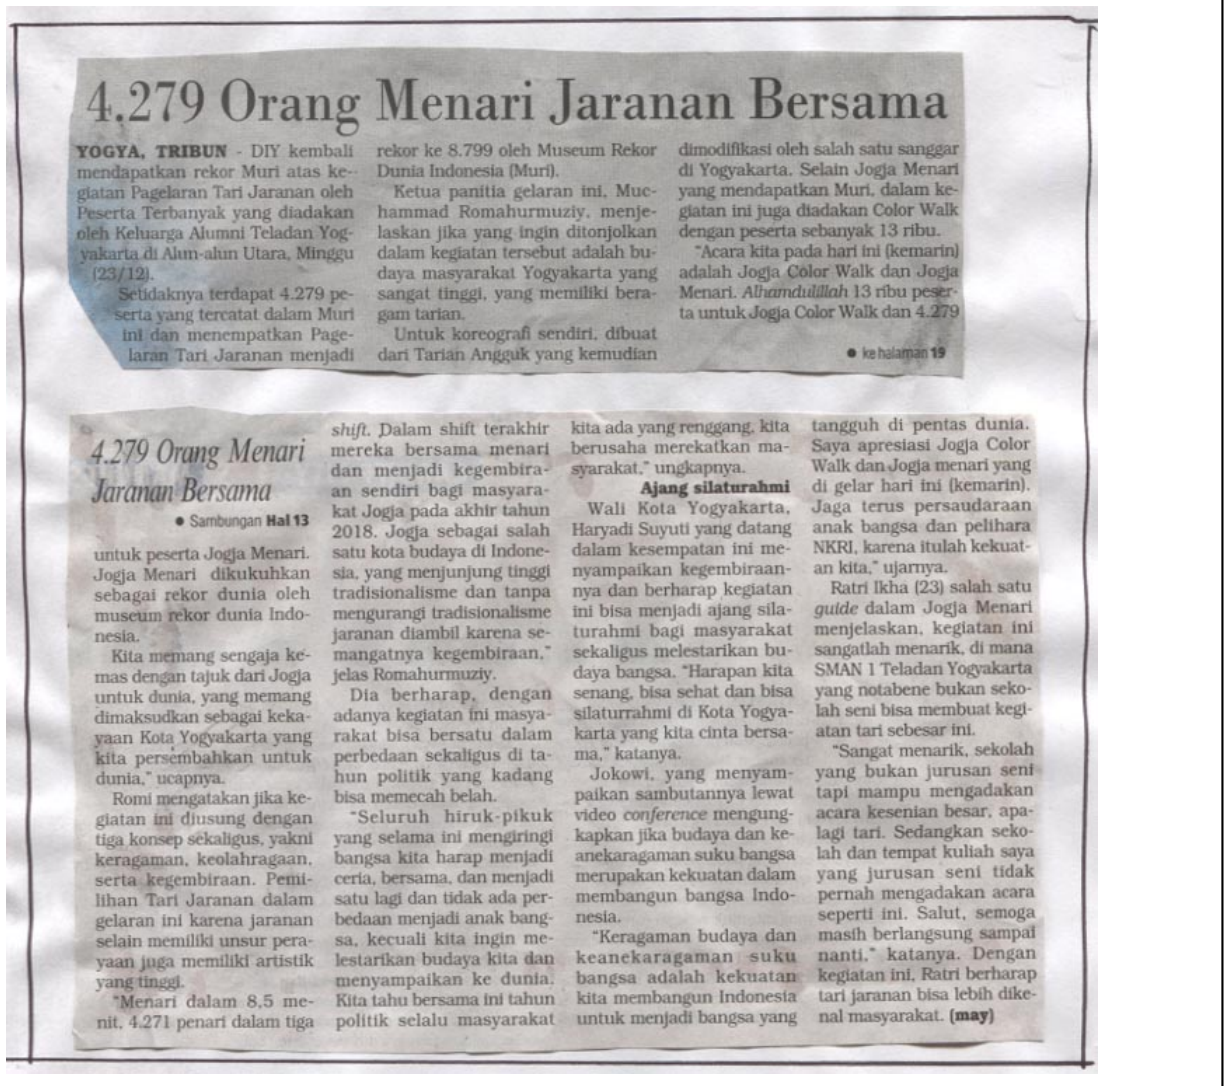 4.279 Orang Menari Jaranan Bersama
YOGYA, TRIBUN - DIY kembali
mendapatkan rekor Muri atas ke-
giatan Pagelaran Tari Jaranan oleh
Peserta Terbanyak yang diadakan
oleh Keluarga Alumni Teladan Yog-
yakarta di Alun-alun Utara, Minggu
(23/12).
Setidaknya terdapat 4.279 pe-
serta yang tercatat dalam Muri
ini dan menempatkan Page-
laran Tari Jaranan menjadi
rekor ke 8.799 oleh Museum Rekor
Dunia Indonesia (Muri).
Ketua panitia gelaran ini, Muc-
hammad Romahurmuziy, menje-
laskan jika yang ingin ditonjolkan
dalam kegiatan tersebut adalah bu-
daya masyarakat Yogyakarta yang
sangat tinggi, yang memiliki bera-
gam tarian.
Untuk koreografi sendiri, dibuat
dari Tarian Angguk yang kemudian
dimodifikasi oleh salah satu sanggar
di Yogyakarta. Selain Jogja Menari
yang mendapatkan Muri, dalam ke-
giatan ini juga diadakan Color Walk
dengan peserta sebanyak 13 ribu.
"Acara kita pada hari ini (kemarin)
adalah Jogja Color Walk dan Jogja
Menari. Alhamdulillah 13 ribu peser-
ta untuk Jogja Color Walk dan 4.279
● ke halaman 19
4.279 Orang Menari
Jaranan Bersama
● Sambungan Hal 13
untuk peserta Jogja Menari.
Jogja Menari dikukuhkan
sebagai rekor dunia oleh
museum rekor dunia Indo-
nesia.
Kita memang sengaja ke-
mas dengan tajuk dari Jogja
untuk dunia, yang memang
dimaksudkan sebagai keka-
yaan Kota Yogyakarta yang
kita persembahkan untuk
dunia," ucapnya.
Romi mengatakan jika ke-
giatan ini diusung dengan
tiga konsep sekaligus, yakni
keragaman, keolahragaan,
serta kegembiraan. Pemi-
lihan Tari Jaranan dalam
gelaran ini karena jaranan
selain memiliki unsur pera-
yaan juga memiliki artistik
yang tinggi.
"Menari dalam 8,5 me-
nit, 4.271 penari dalam tiga
shift. Dalam shift terakhir
mereka bersama menari
dan menjadi kegembira-
an sendiri bagi masyara-
kat Jogja pada akhir tahun
2018. Jogja sebagai salah
satu kota budaya di Indone-
sia, yang menjunjung tinggi
tradisionalisme dan tanpa
mengurangi tradisionalisme
jaranan diambil karena se-
mangatnya kegembiraan,"
jelas Romahurmuziy.
Dia berharap, dengan
adanya kegiatan ini masya-
rakat bisa bersatu dalam
perbedaan sekaligus di ta-
hun politik yang kadang
bisa memecah belah.
"Seluruh hiruk-pikuk
yang selama ini mengiringi
bangsa kita harap menjadi
ceria, bersama, dan menjadi
satu lagi dan tidak ada per-
bedaan menjadi anak bang-
sa, kecuali kita ingin me-
lestarikan budaya kita dan
menyampaikan ke dunia.
Kita tahu bersama ini tahun
politik selalu masyarakat
kita ada yang renggang, kita
berusaha merekatkan ma-
syarakat," ungkapnya.
Ajang silaturahmi
Wali Kota Yogyakarta,
Haryadi Suyuti yang datang
dalam kesempatan ini me-
nyampaikan kegembiraan-
nya dan berharap kegiatan
ini bisa menjadi ajang sila-
turahmi bagi masyarakat
sekaligus melestarikan bu-
daya bangsa. "Harapan kita
senang, bisa sehat dan bisa
silaturrahmi di Kota Yogya-
karta yang kita cinta bersa-
ma," katanya.
Jokowi, yang menyam-
paikan sambutannya lewat
video conference mengung-
kapkan jika budaya dan ke-
anekaragaman suku bangsa
merupakan kekuatan dalam
membangun bangsa Indo-
nesia.
"Keragaman budaya dan
keanekaragaman suku
bangsa adalah kekuatan
kita membangun Indonesia
untuk menjadi bangsa yang
tangguh di pentas dunia.
Saya apresiasi Jogja Color
Walk dan Jogja menari yang
di gelar hari ini (kemarin).
Jaga terus persaudaraan
anak bangsa dan pelihara
NKRI, karena itulah kekuat-
an kita," ujarnya.
Ratri Ikha (23) salah satu
guide dalam Jogja Menari
menjelaskan, kegiatan ini
sangatlah menarik, di mana
SMAN 1 Teladan Yogyakarta
yang notabene bukan seko-
lah seni bisa membuat kegi-
atan tari sebesar ini.
"Sangat menarik, sekolah
yang bukan jurusan seni
tapi mampu mengadakan
acara kesenian besar, apa-
lagi tari. Sedangkan seko-
lah dan tempat kuliah saya
yang jurusan seni tidak
pernah mengadakan acara
seperti ini. Salut, semoga
masih berlangsung sampai
nanti," katanya. Dengan
kegiatan ini, Ratri berharap
tari jaranan bisa lebih dike-
nal masyarakat. (may)